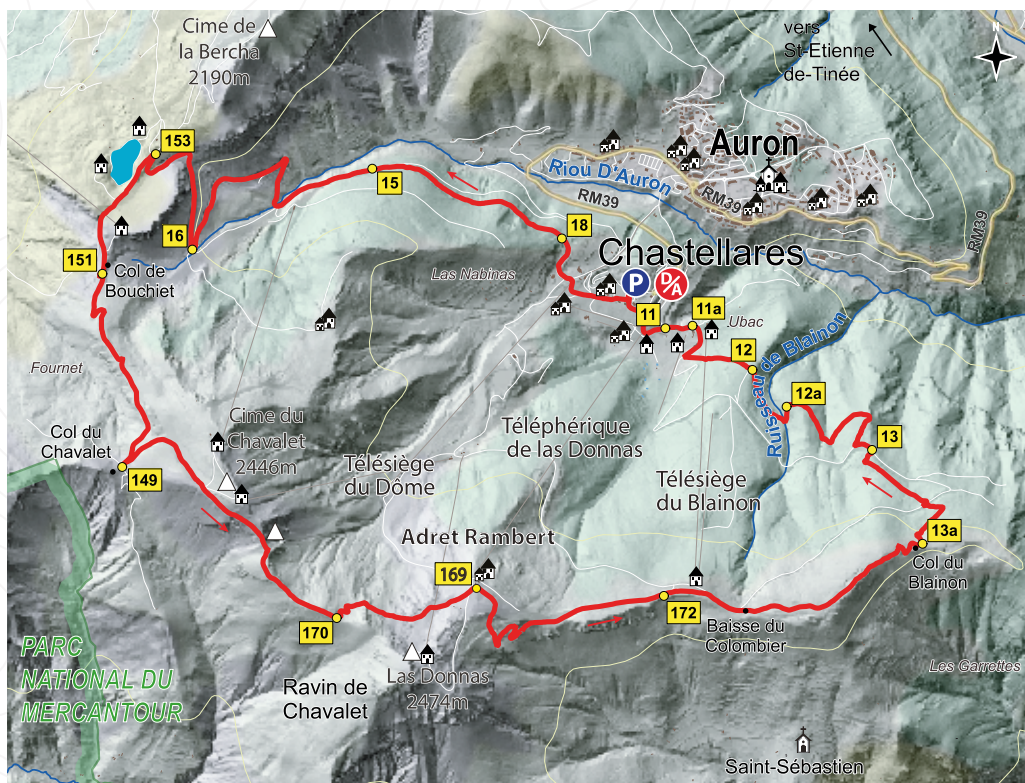 Cime de
la Bercha
2190m
vers
St-Etienne
de-Tinée
N
153
Auron
15
Riou D'Auron
RM39
RM39
RM39
16
18
Chastellares
151
Col de
Bouchiet
Las Nabinas
P
D/A
11
11a
Ubac
12
Ruisseau de Blainon
Fournet
12a
Cime du
Chavalet
2446m
Téléphérique
de las Donnas
13
Col du
Chavalet
149
Télésiège
du Dôme
Télésiège
du Blainon
Adret Rambert
13a
Col du
Blainon
169
170
172
Baisse du
Colombier
PARC
NATIONAL DU
MERCANTOUR
Ravin de
Chavalet
Las Donnas
2474m
Les Garrottes
Saint-Sébastien